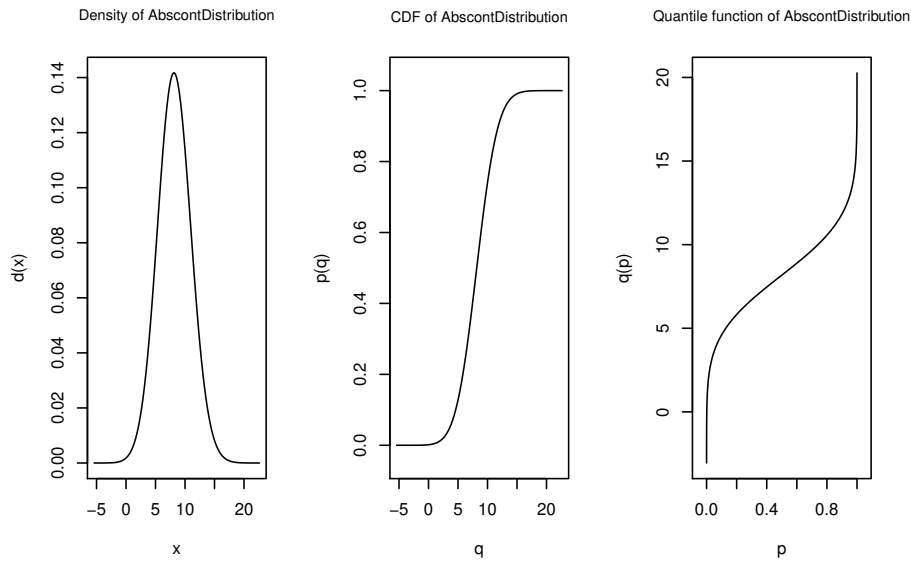 Density of AbscontDistribution
CDF of AbscontDistribution
Quantile function of AbscontDistribution
d(x)
0.14
0.12
0.10
0.08
0.06
0.04
0.02
0.00
−5 0 5 10 20
x
p(q)
1.0
0.8
0.6
0.4
0.2
0.0
−5 0 5 10 20
q
q(p)
20
15
10
5
0
0.0 0.4 0.8
p